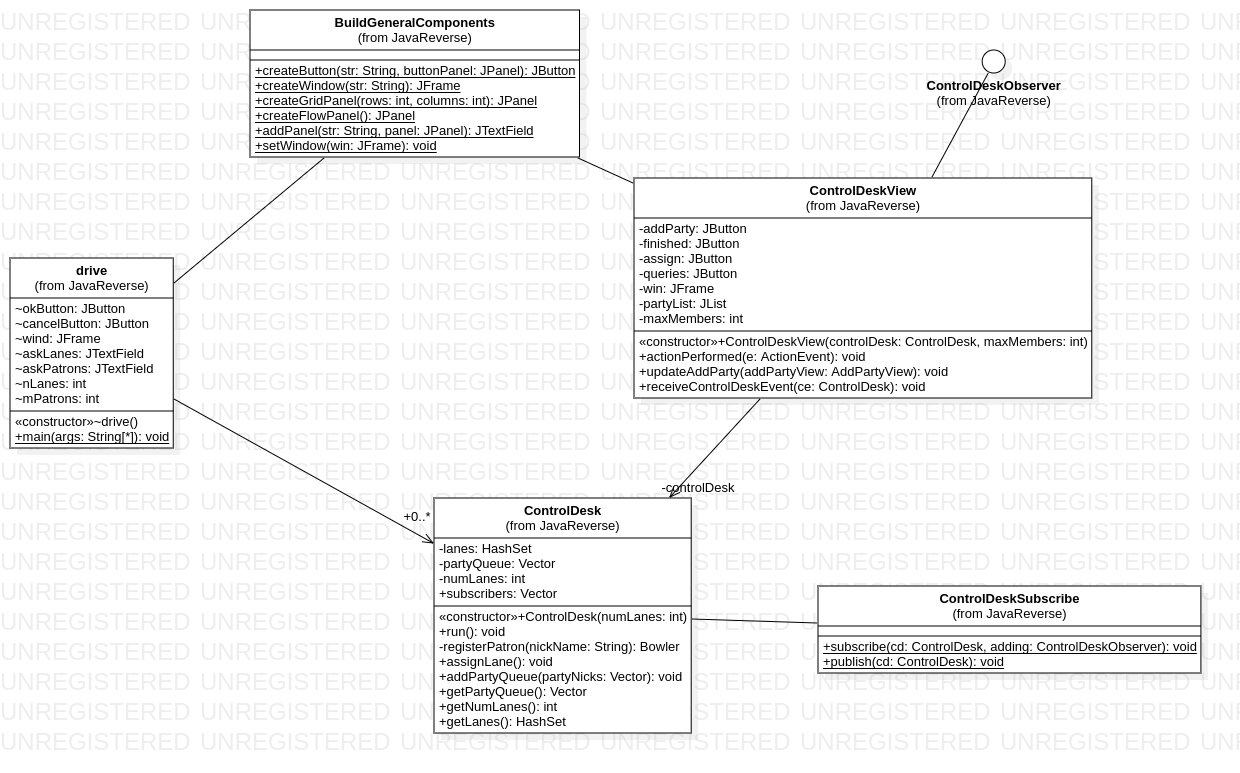 BuildGeneralComponents
(from JavaReverse)
+createButton(str: String, buttonPanel: JPanel): JButton
+createWindow(str: String): JFrame
+createGridPanel(rows: int, columns: int): JPanel
+createFlowPanel(): JPanel
+addPanel(str: String, panel: JPanel): JTextField
+setWindow(win: JFrame): void
ControlDeskObserver
(from JavaReverse)
ControlDeskView
(from JavaReverse)
-addParty: JButton
-finished: JButton
-assign: JButton
-queries: JButton
-win: JFrame
-partyList: JList
-maxMembers: int
«constructor»+ControlDeskView(controlDesk: ControlDesk, maxMembers: int)
+actionPerformed(e: ActionEvent): void
+updateAddParty(addPartyView: AddPartyView): void
+receiveControlDeskEvent(ce: ControlDesk): void
drive
(from JavaReverse)
~okButton: JButton
~cancelButton: JButton
~wind: JFrame
~askLanes: JTextField
~askPatrons: JTextField
~nLanes: int
~mPatrons: int
«constructor»~drive()
+main(args: String[*]): void
-controlDesk
+0..*
ControlDesk
(from JavaReverse)
-lanes: HashSet
-partyQueue: Vector
-numLanes: int
+subscribers: Vector
«constructor»+ControlDesk(numLanes: int)
+run(): void
-registerPatron(nickName: String): Bowler
+assignLane(): void
+addPartyQueue(partyNicks: Vector): void
+getPartyQueue(): Vector
+getNumLanes(): int
+getLanes(): HashSet
ControlDeskSubscribe
(from JavaReverse)
+subscribe(cd: ControlDesk, adding: ControlDeskObserver): void
+publish(cd: ControlDesk): void
UNREGISTERED